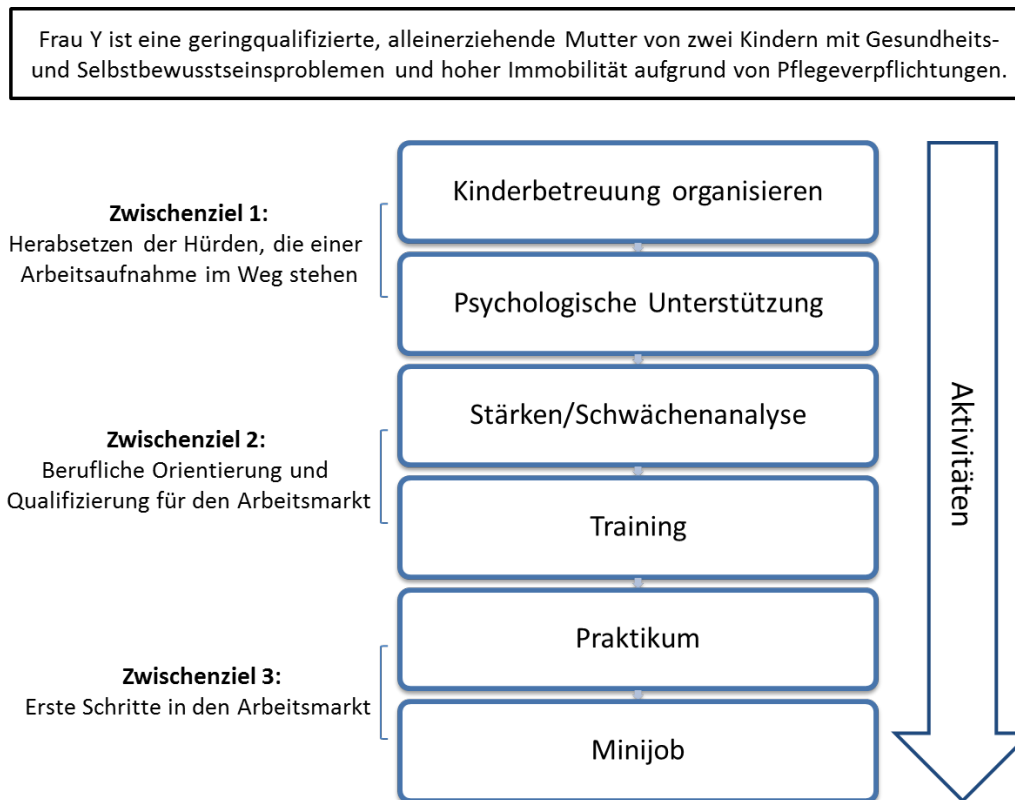 Frau Y ist eine geringqualifizierte, alleinerziehende Mutter von zwei Kindern mit Gesundheits-
und Selbstbewusstseinsproblemen und hoher Immobilität aufgrund von Pflegeverpflichtungen.
Zwischenziel 1:
Herabsetzen der Hürden, die einer
Arbeitsaufnahme im Weg stehen
Kinderbetreuung organisieren
Psychologische Unterstützung
Zwischenziel 2:
Berufliche Orientierung und
Qualifizierung für den Arbeitsmarkt
Stärken/Schwächenanalyse
Training
Zwischenziel 3:
Erste Schritte in den Arbeitsmarkt
Praktikum
Minijob
Aktivitäten